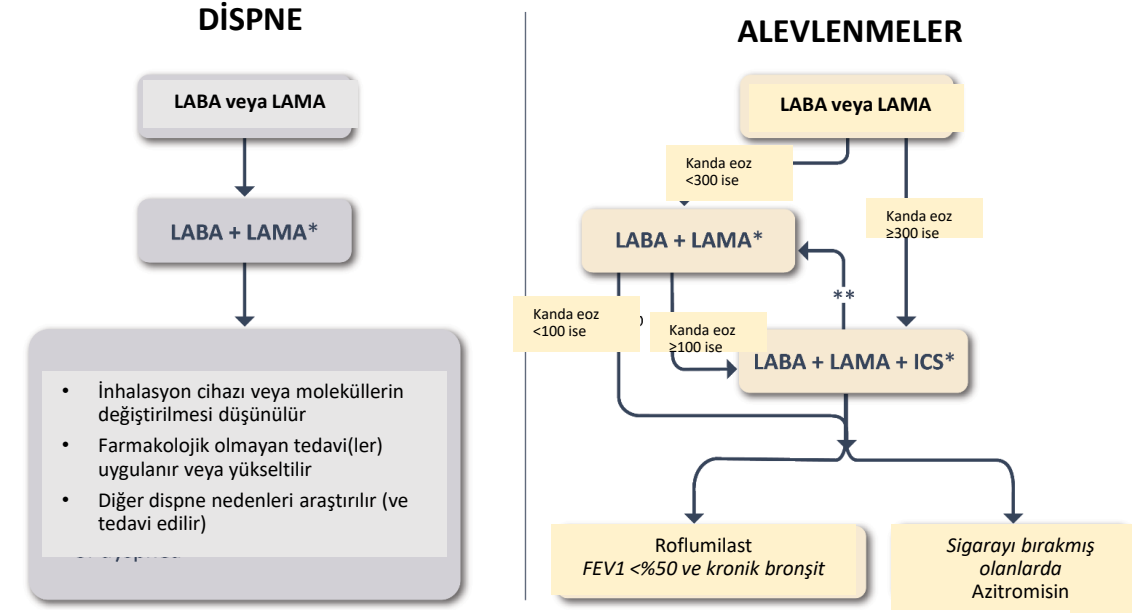 DİSPNE
LABA veya LAMA
LABA + LAMA*
• İnhalasyon cihazı veya moleküllerin
değiştirilmesi düşünülür
• Farmakolojik olmayan tedavi(ler)
uygulanır veya yükseltilir
• Diğer dispne nedenleri araştırılır (ve
tedavi edilir)
ALEVLENMELER
LABA veya LAMA
Kanda eoz
<300 ise
Kanda eoz
≥300 ise
LABA + LAMA*
**
Kanda eoz
<100 ise
Kanda eoz
≥100 ise
LABA + LAMA + ICS*
Roflumilast
FEV1 <%50 ve kronik bronşit
Sigarayı bırakmış
olanlarda
Azitromisin